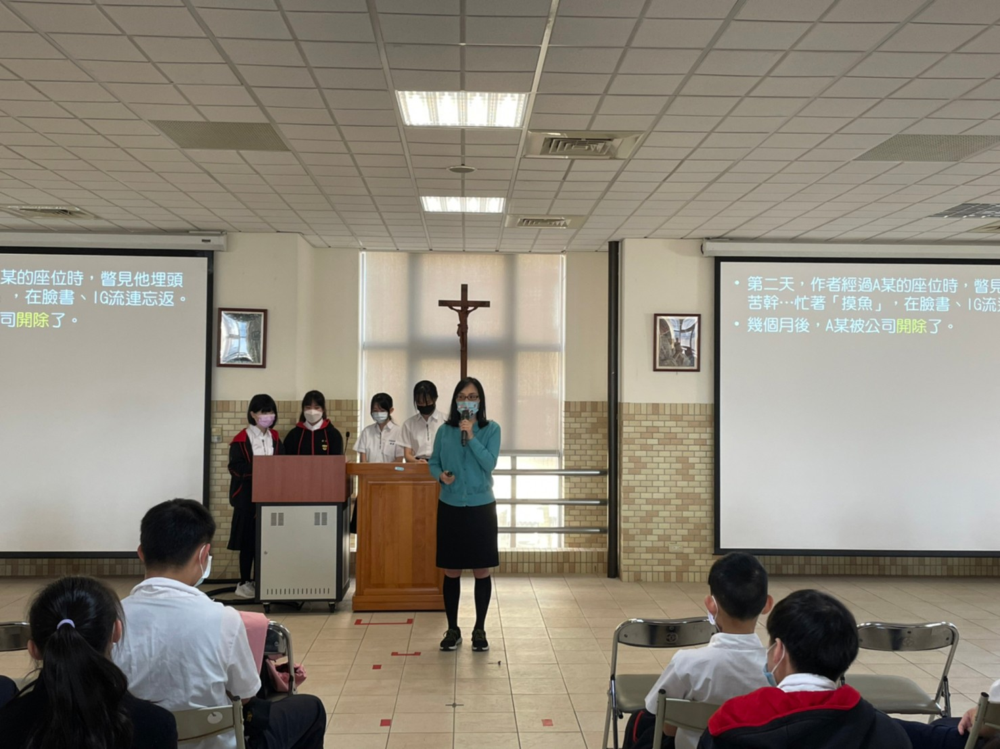 某的座位時，瞥見他埋頭
」，在臉書、IG流連忘返。
司開除了。
• 第二天，作者經過A某的座位時，瞥見
苦幹…忙著「摸魚」，在臉書、IG流
• 幾個月後，A某被公司開除了。